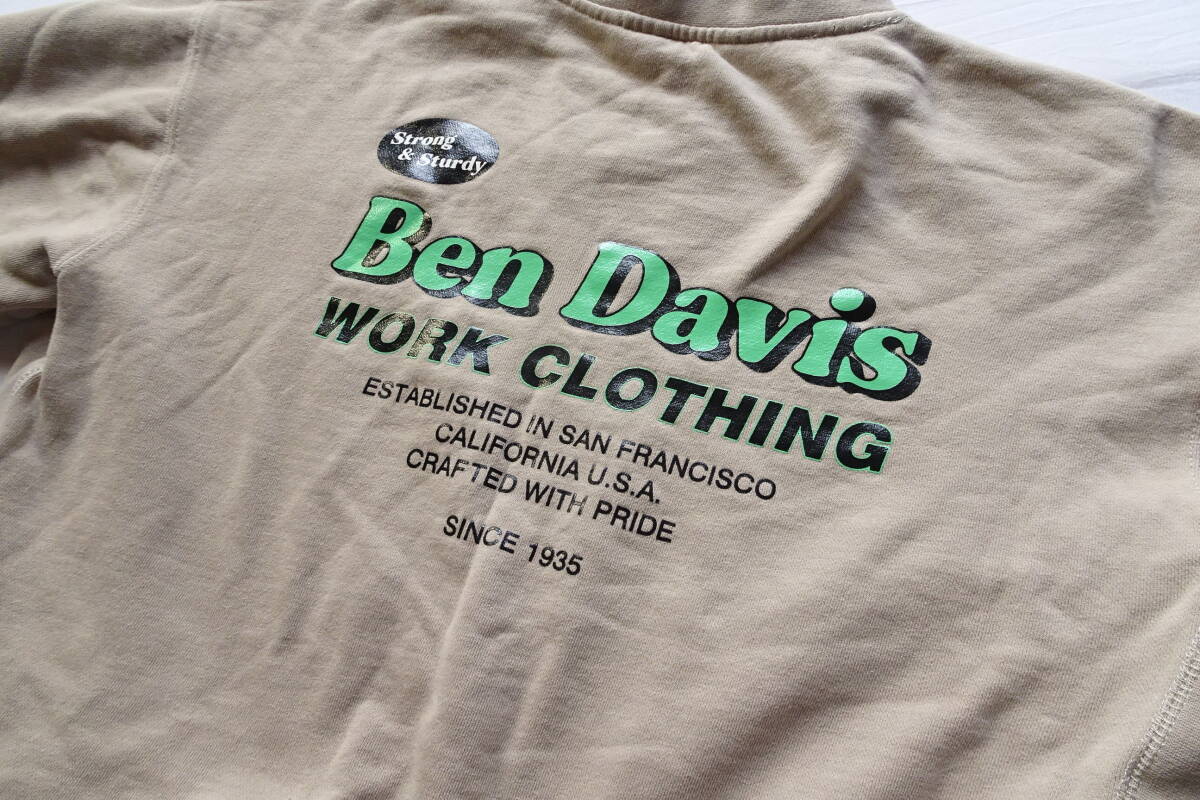 Strong
& Sturdy
Ben Davis
WORK CLOTHING
ESTABLISHED IN SAN FRANCISCO
CALIFORNIA U.S.A.
CRAFTED WITH PRIDE
SINCE 1935